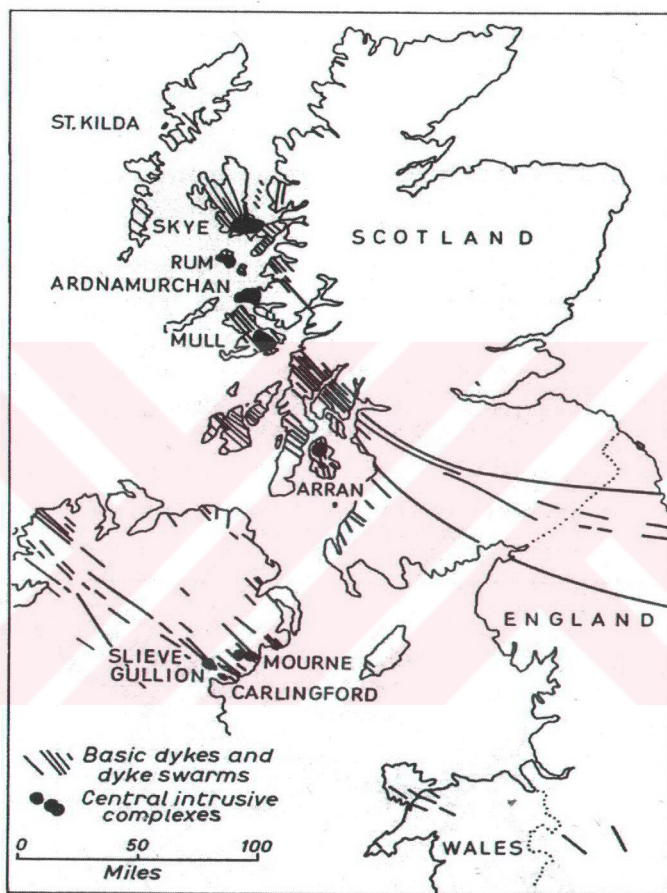 ST. KILDA
SKYE
SCOTLAND
RUM
ARDNAMURCHAN
MULL
ARRAN
ENGLAND
SLIEVE
GULLION
MOURNE
CARLINGFORD
Basic dykes and
dyke swarms
Central intrusive
complexes
0 50 100
Miles
WALES